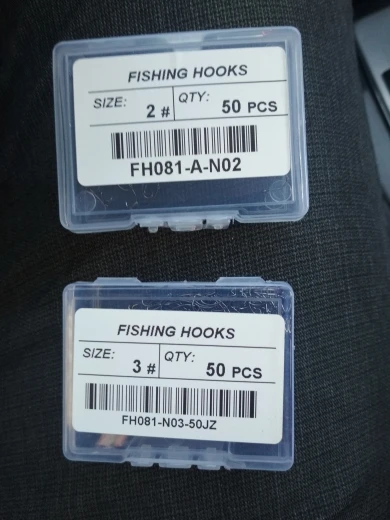 FISHING HOOKS
SIZE: 2 # QTY: 50 PCS
FH081-A-N02
FISHING HOOKS
SIZE: 3 # QTY: 50 PCS
FH081-N03-50JZ